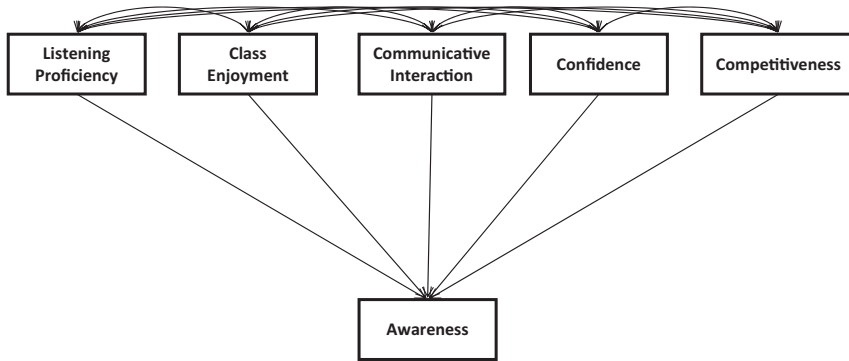 Listening
Proficiency
Class
Enjoyment
Communicative
Interaction
Confidence
Competitiveness
Awareness